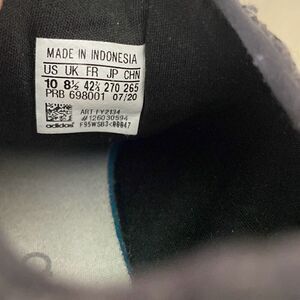 MADE IN INDONESIA
US UK FR JP CHN
10 8½ 42⅔ 270 265
PRB 698001 07/20
ART FY2134
#126030594
adidas